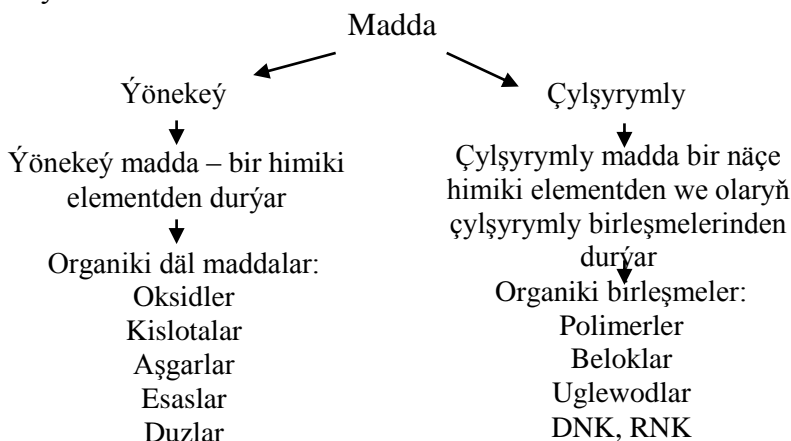 Madda
Ýönekeý
Ýönekeý madda – bir himiki
elementden durýar
Organiki däl maddalar:
Oksidler
Kislotalar
Aşgarlar
Esaslar
Duzlar
Çylşyrymly
Çylşyrymly madda bir näçe
himiki elementden we olaryň
çylşyrymly birleşmelerinden
durýar
Organiki birleşmeler:
Polimerler
Beloklar
Uglewodlar
DNK, RNK